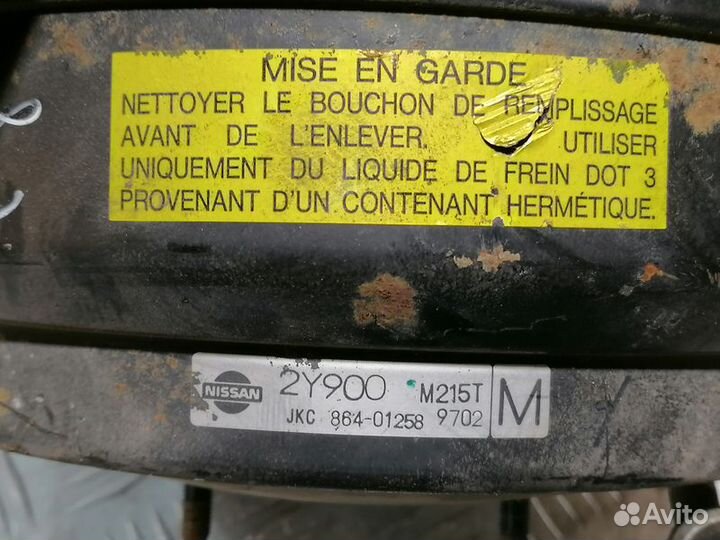 MISE EN GARDE
NETTOYER LE BOUCHON DE REMPLISSAGE
AVANT DE L'ENLEVER. UTILISER
UNIQUEMENT DU LIQUIDE DE FREIN DOT 3
PROVENANT D'UN CONTENANT HERMÉTIQUE.
NISSAN 2Y900 M215T M
JKC 864-01258 9702
Avito